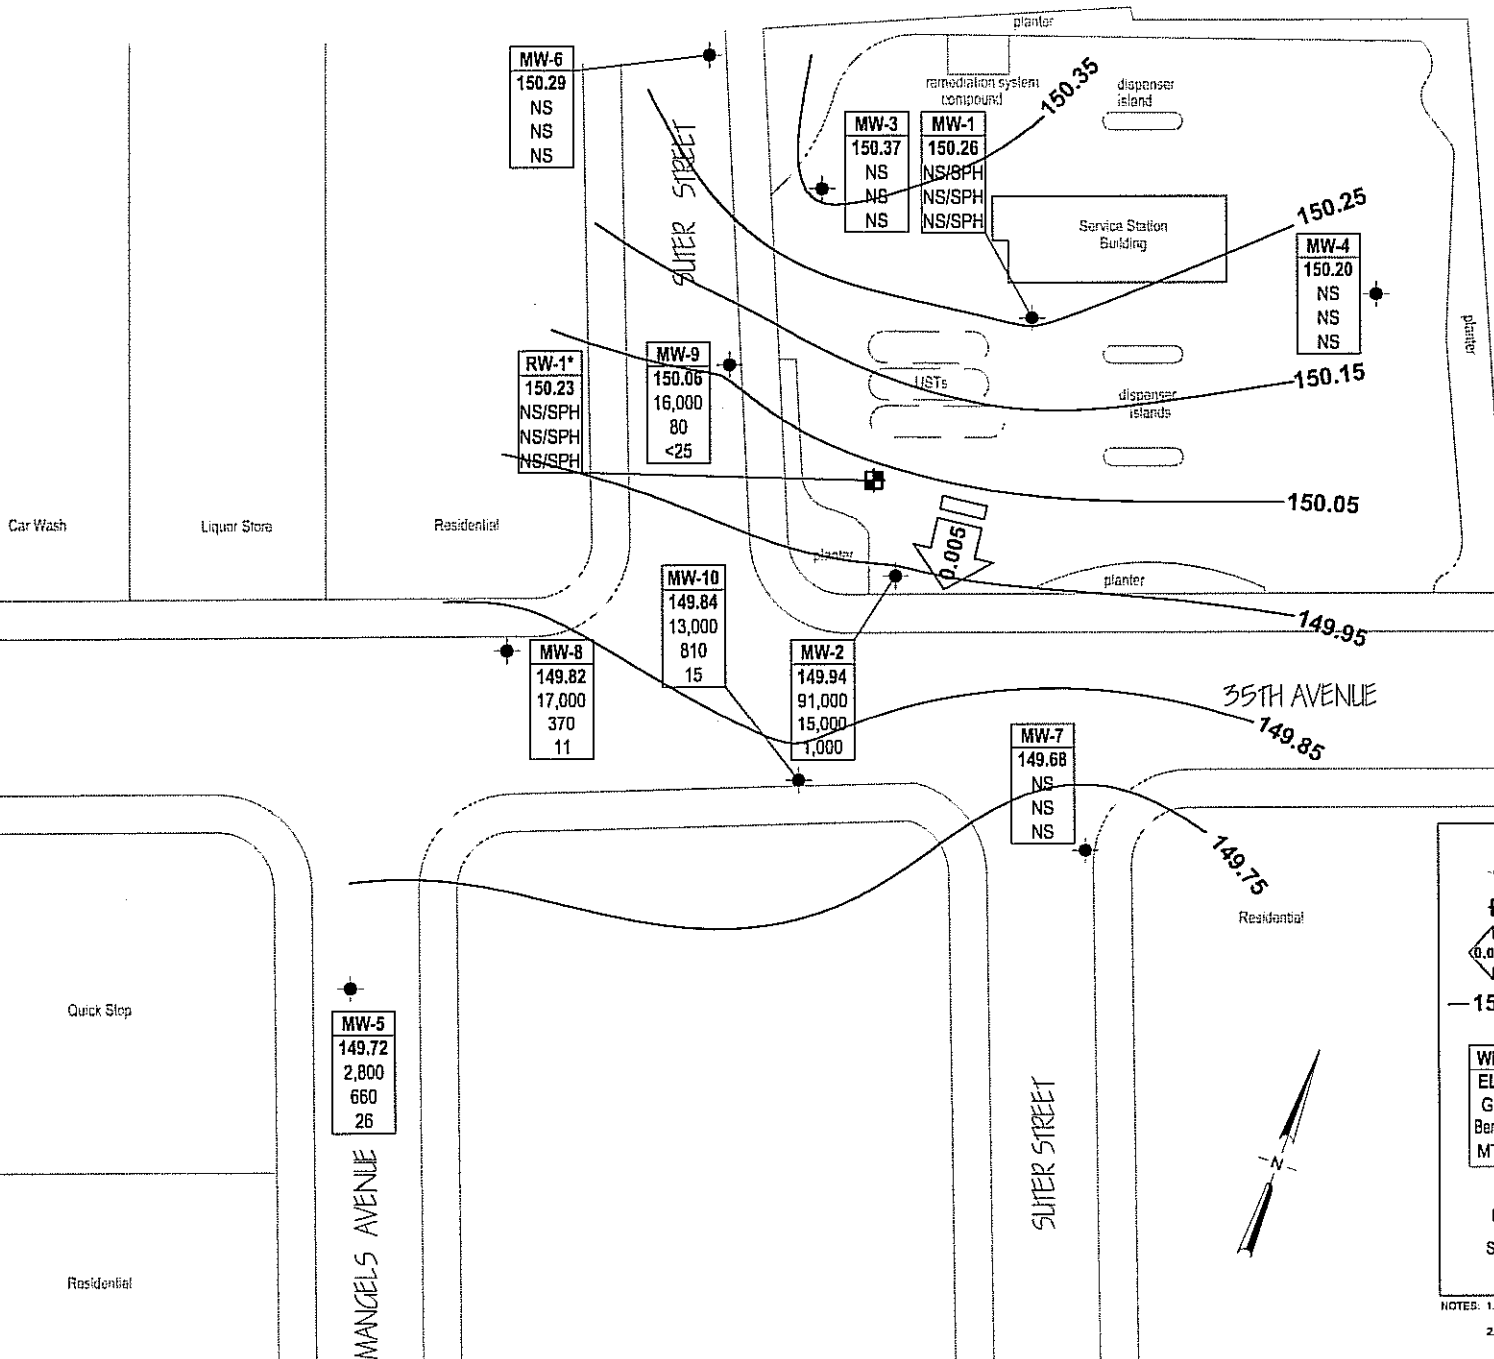 planter
MW-6
150.29
NS
NS
NS
SUTER STREET
remediation system
compound
150.35
dispenser
island
MW-3
150.37
NS
NS
NS
MW-1
150.26
NS/SPH
NS/SPH
NS/SPH
Service Station
Building
150.25
MW-4
150.20
NS
NS
NS
planter
RW-1*
150.23
NS/SPH
NS/SPH
NS/SPH
MW-9
150.06
16,000
80
<25
USTs
150.15
dispenser
islands
150.05
Car Wash
Liquor Store
Residential
0.005
planter
planter
MW-10
149.84
13,000
810
15
149.95
MW-8
149.82
17,000
370
11
MW-2
149.94
91,000
15,000
1,000
35TH AVENUE
149.85
MW-7
149.68
NS
NS
NS
149.75
Residential
Quick Stop
MW-5
149.72
2,800
660
26
MANGELS AVENUE
SUTER STREET
N
Residential
0.0
15
EL
G
Ben
NOTES: 1.
2.